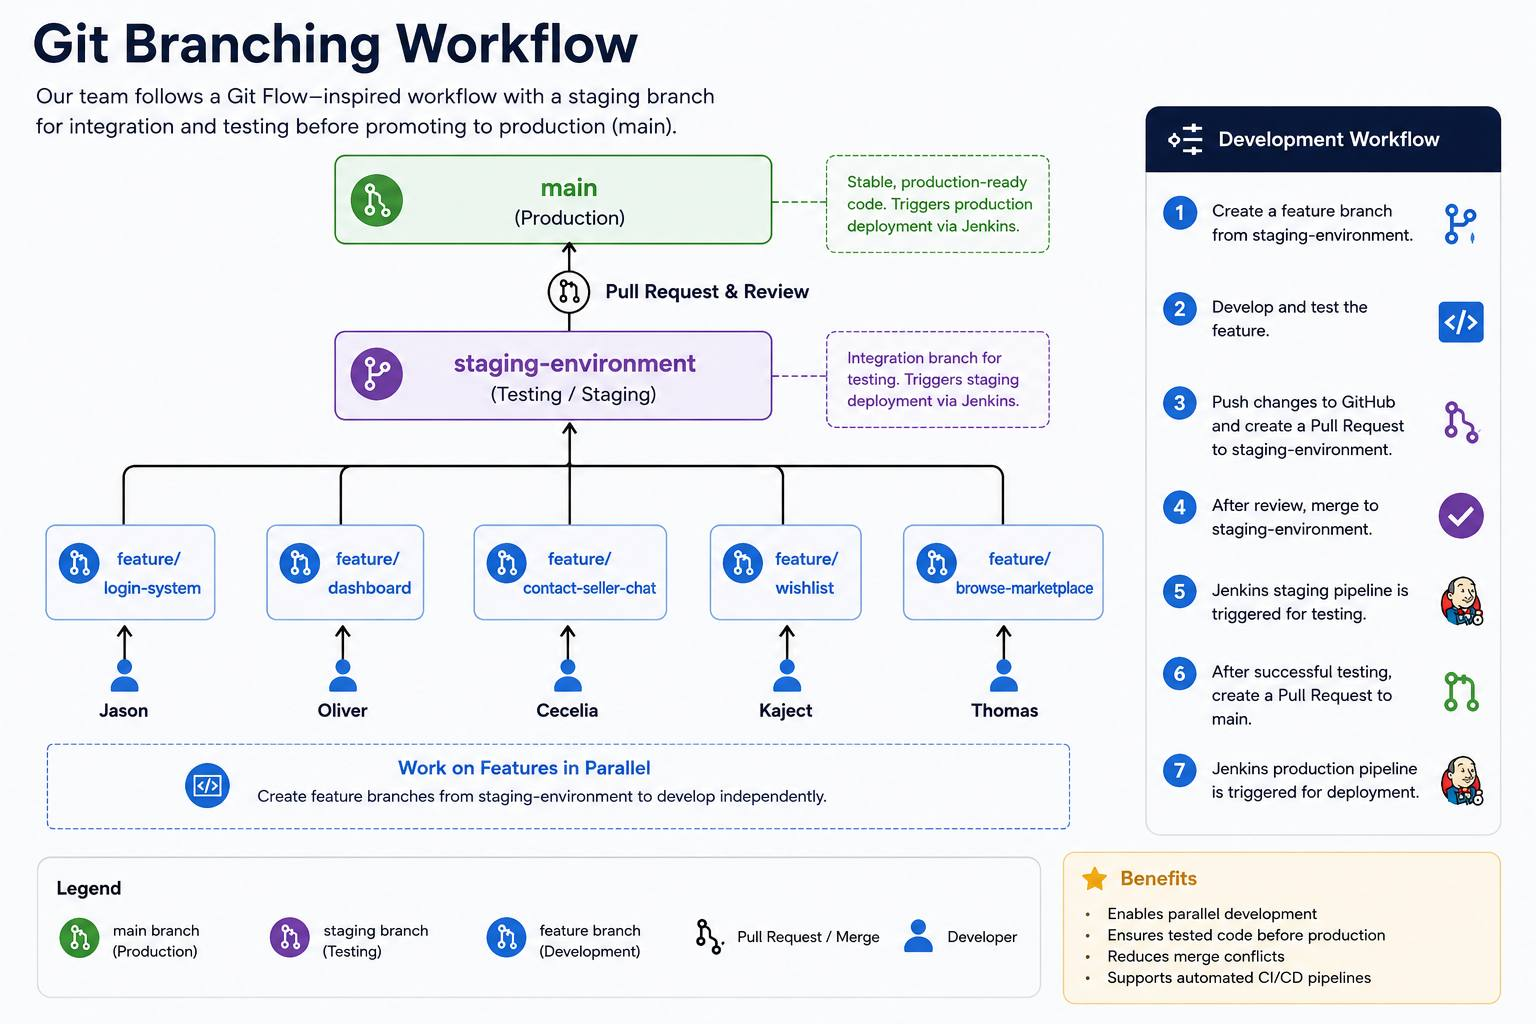 Git Branching Workflow
Our team follows a Git Flow–inspired workflow with a staging branch
for integration and testing before promoting to production (main).
main
(Production)
Stable, production-ready
code. Triggers production
deployment via Jenkins.
Pull Request & Review
staging-environment
(Testing / Staging)
Integration branch for
testing. Triggers staging
deployment via Jenkins.
feature/
login-system
feature/
dashboard
feature/
contact-seller-chat
feature/
wishlist
feature/
browse-marketplace
Jason
Oliver
Cecelia
Kaject
Thomas
Work on Features in Parallel
Create feature branches from staging-environment to develop independently.
Legend
main branch
(Production)
staging branch
(Testing)
feature branch
(Development)
Pull Request / Merge
Developer
Development Workflow
1
Create a feature branch
from staging-environment.
2
Develop and test the
feature.
</>
3
Push changes to GitHub
and create a Pull Request
to staging-environment.
4
After review, merge to
staging-environment.
5
Jenkins staging pipeline is
triggered for testing.
6
After successful testing,
create a Pull Request to
main.
7
Jenkins production pipeline
is triggered for deployment.
Benefits
• Enables parallel development
• Ensures tested code before production
• Reduces merge conflicts
• Supports automated CI/CD pipelines